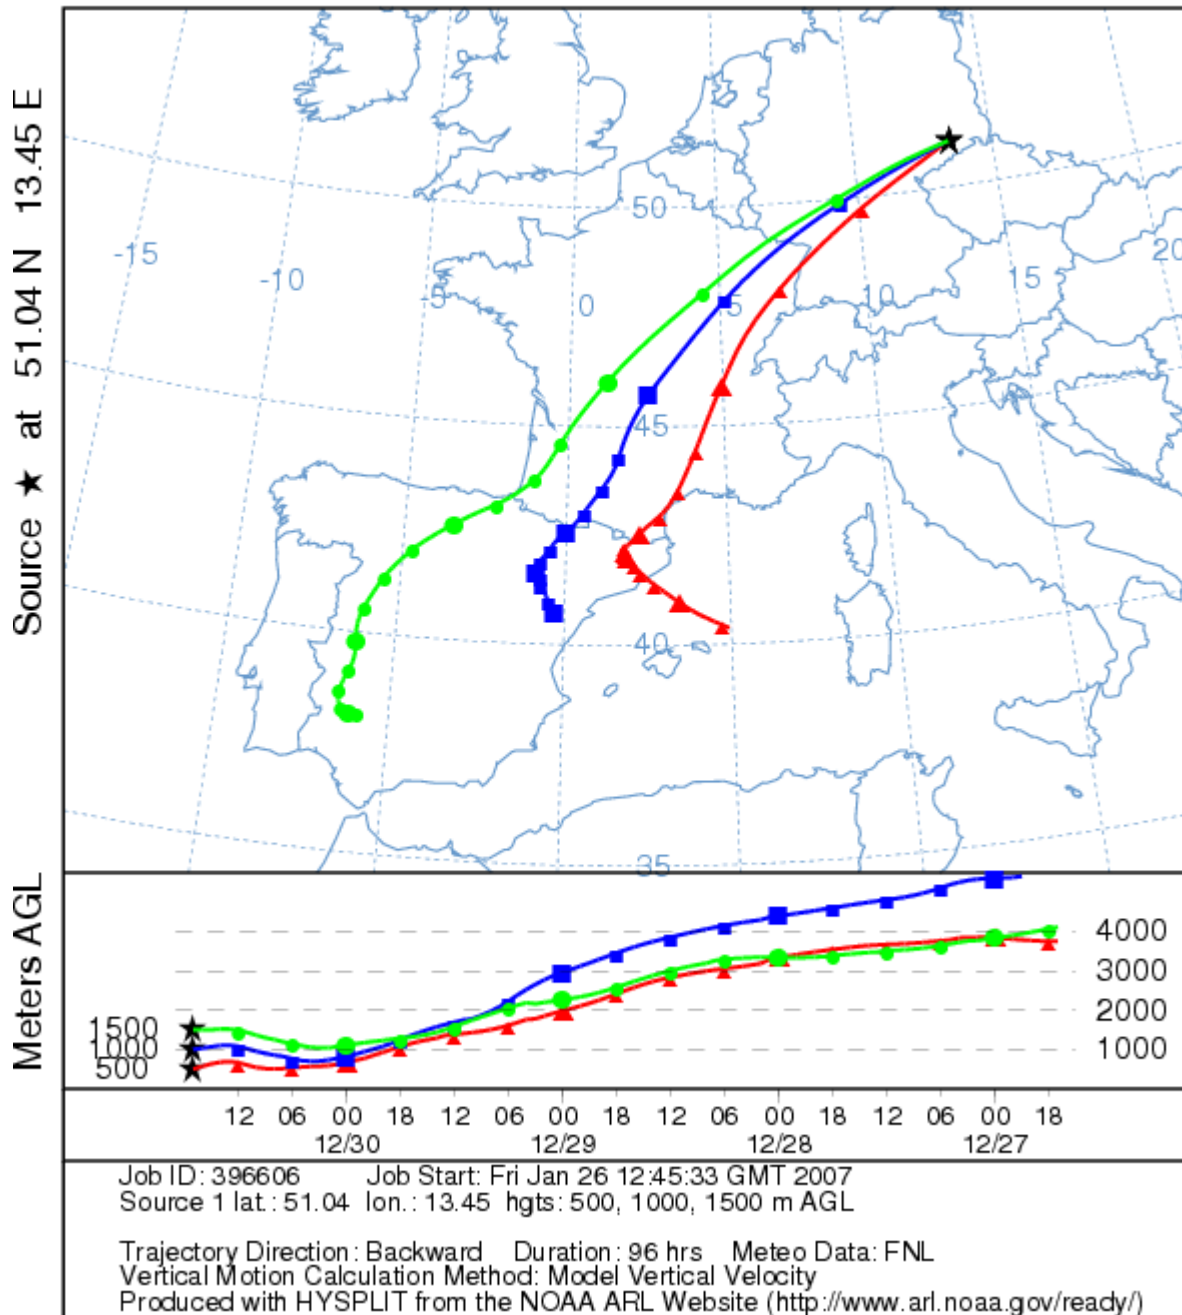 Source ★ at 51.04 N 13.45 E
-15
-10
-5
0
5
10
15
20
50
45
40
35
Meters AGL
1500
1000
500
4000
3000
2000
1000
12 06 00 18 12 06 00 18 12 06 00 18 12 06 00 18
12/30 12/29 12/28 12/27
Job ID: 396606 Job Start: Fri Jan 26 12:45:33 GMT 2007
Source 1 lat.: 51.04 lon.: 13.45 hgts: 500, 1000, 1500 m AGL
Trajectory Direction: Backward Duration: 96 hrs Meteo Data: FNL
Vertical Motion Calculation Method: Model Vertical Velocity
Produced with HYSPLIT from the NOAA ARL Website (http://www.arl.noaa.gov/ready/)